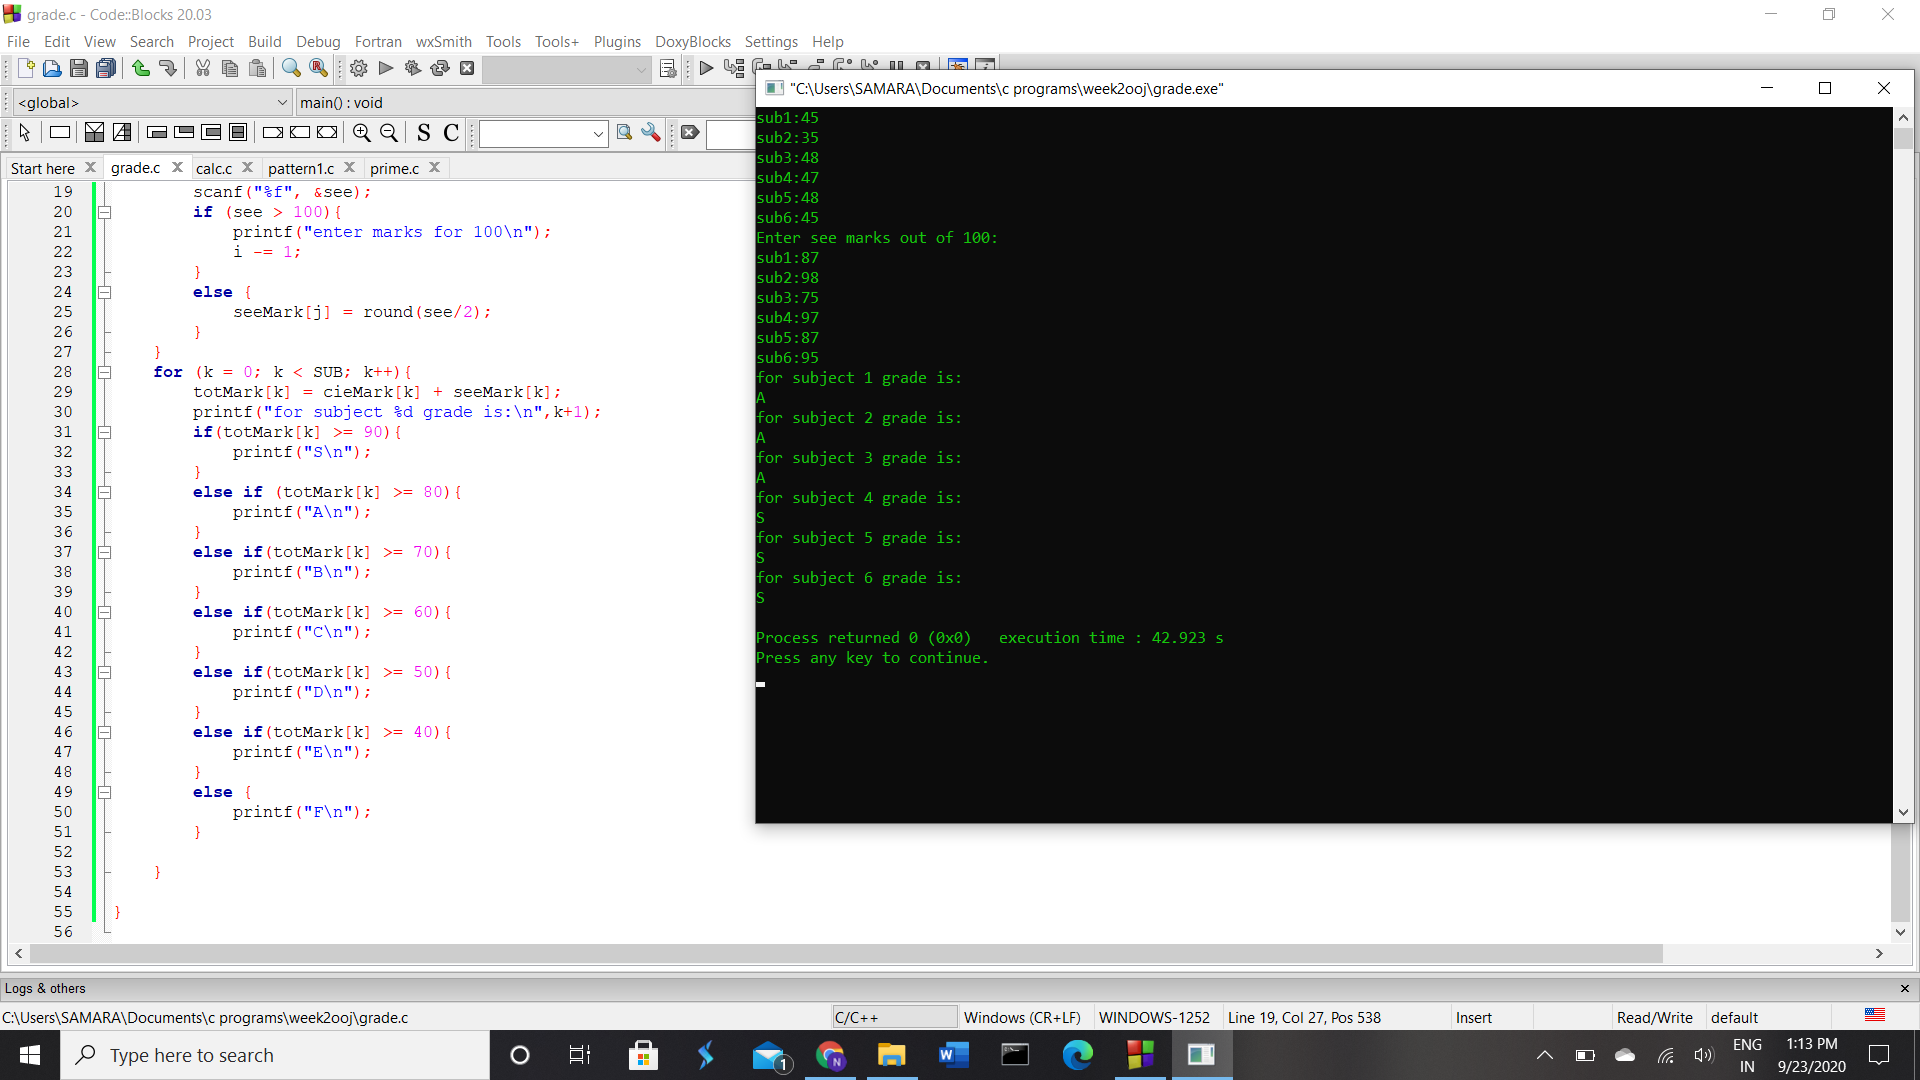 grade.c - Code::Blocks 20.03
File Edit View Search Project Build Debug Fortran wxSmith Tools Tools+ Plugins DoxyBlocks Settings Help
<global> main() : void
S C
Start here grade.c calc.c pattern1.c prime.c
19 scanf("%f", &see);
20 if (see > 100){
21 printf("enter marks for 100\n");
22 i -= 1;
23 }
24 else {
25 seeMark[j] = round(see/2);
26 }
27 }
28 for (k = 0; k < SUB; k++){
29 totMark[k] = cieMark[k] + seeMark[k];
30 printf("for subject %d grade is:\n",k+1);
31 if(totMark[k] >= 90){
32 printf("S\n");
33 }
34 else if (totMark[k] >= 80){
35 printf("A\n");
36 }
37 else if(totMark[k] >= 70){
38 printf("B\n");
39 }
40 else if(totMark[k] >= 60){
41 printf("C\n");
42 }
43 else if(totMark[k] >= 50){
44 printf("D\n");
45 }
46 else if(totMark[k] >= 40){
47 printf("E\n");
48 }
49 else {
50 printf("F\n");
51 }
52
53 }
54
55 }
56
"C:\Users\SAMARA\Documents\c programs\week2ooj\grade.exe"
sub1:45
sub2:35
sub3:48
sub4:47
sub5:48
sub6:45
Enter see marks out of 100:
sub1:87
sub2:98
sub3:75
sub4:97
sub5:87
sub6:95
for subject 1 grade is:
A
for subject 2 grade is:
A
for subject 3 grade is:
A
for subject 4 grade is:
S
for subject 5 grade is:
S
for subject 6 grade is:
S
Process returned 0 (0x0) execution time : 42.923 s
Press any key to continue.
Logs & others
C:\Users\SAMARA\Documents\c programs\week2ooj\grade.c C/C++ Windows (CR+LF) WINDOWS-1252 Line 19, Col 27, Pos 538 Insert Read/Write default
Type here to search
1
N
ENG
IN
1:13 PM
9/23/2020